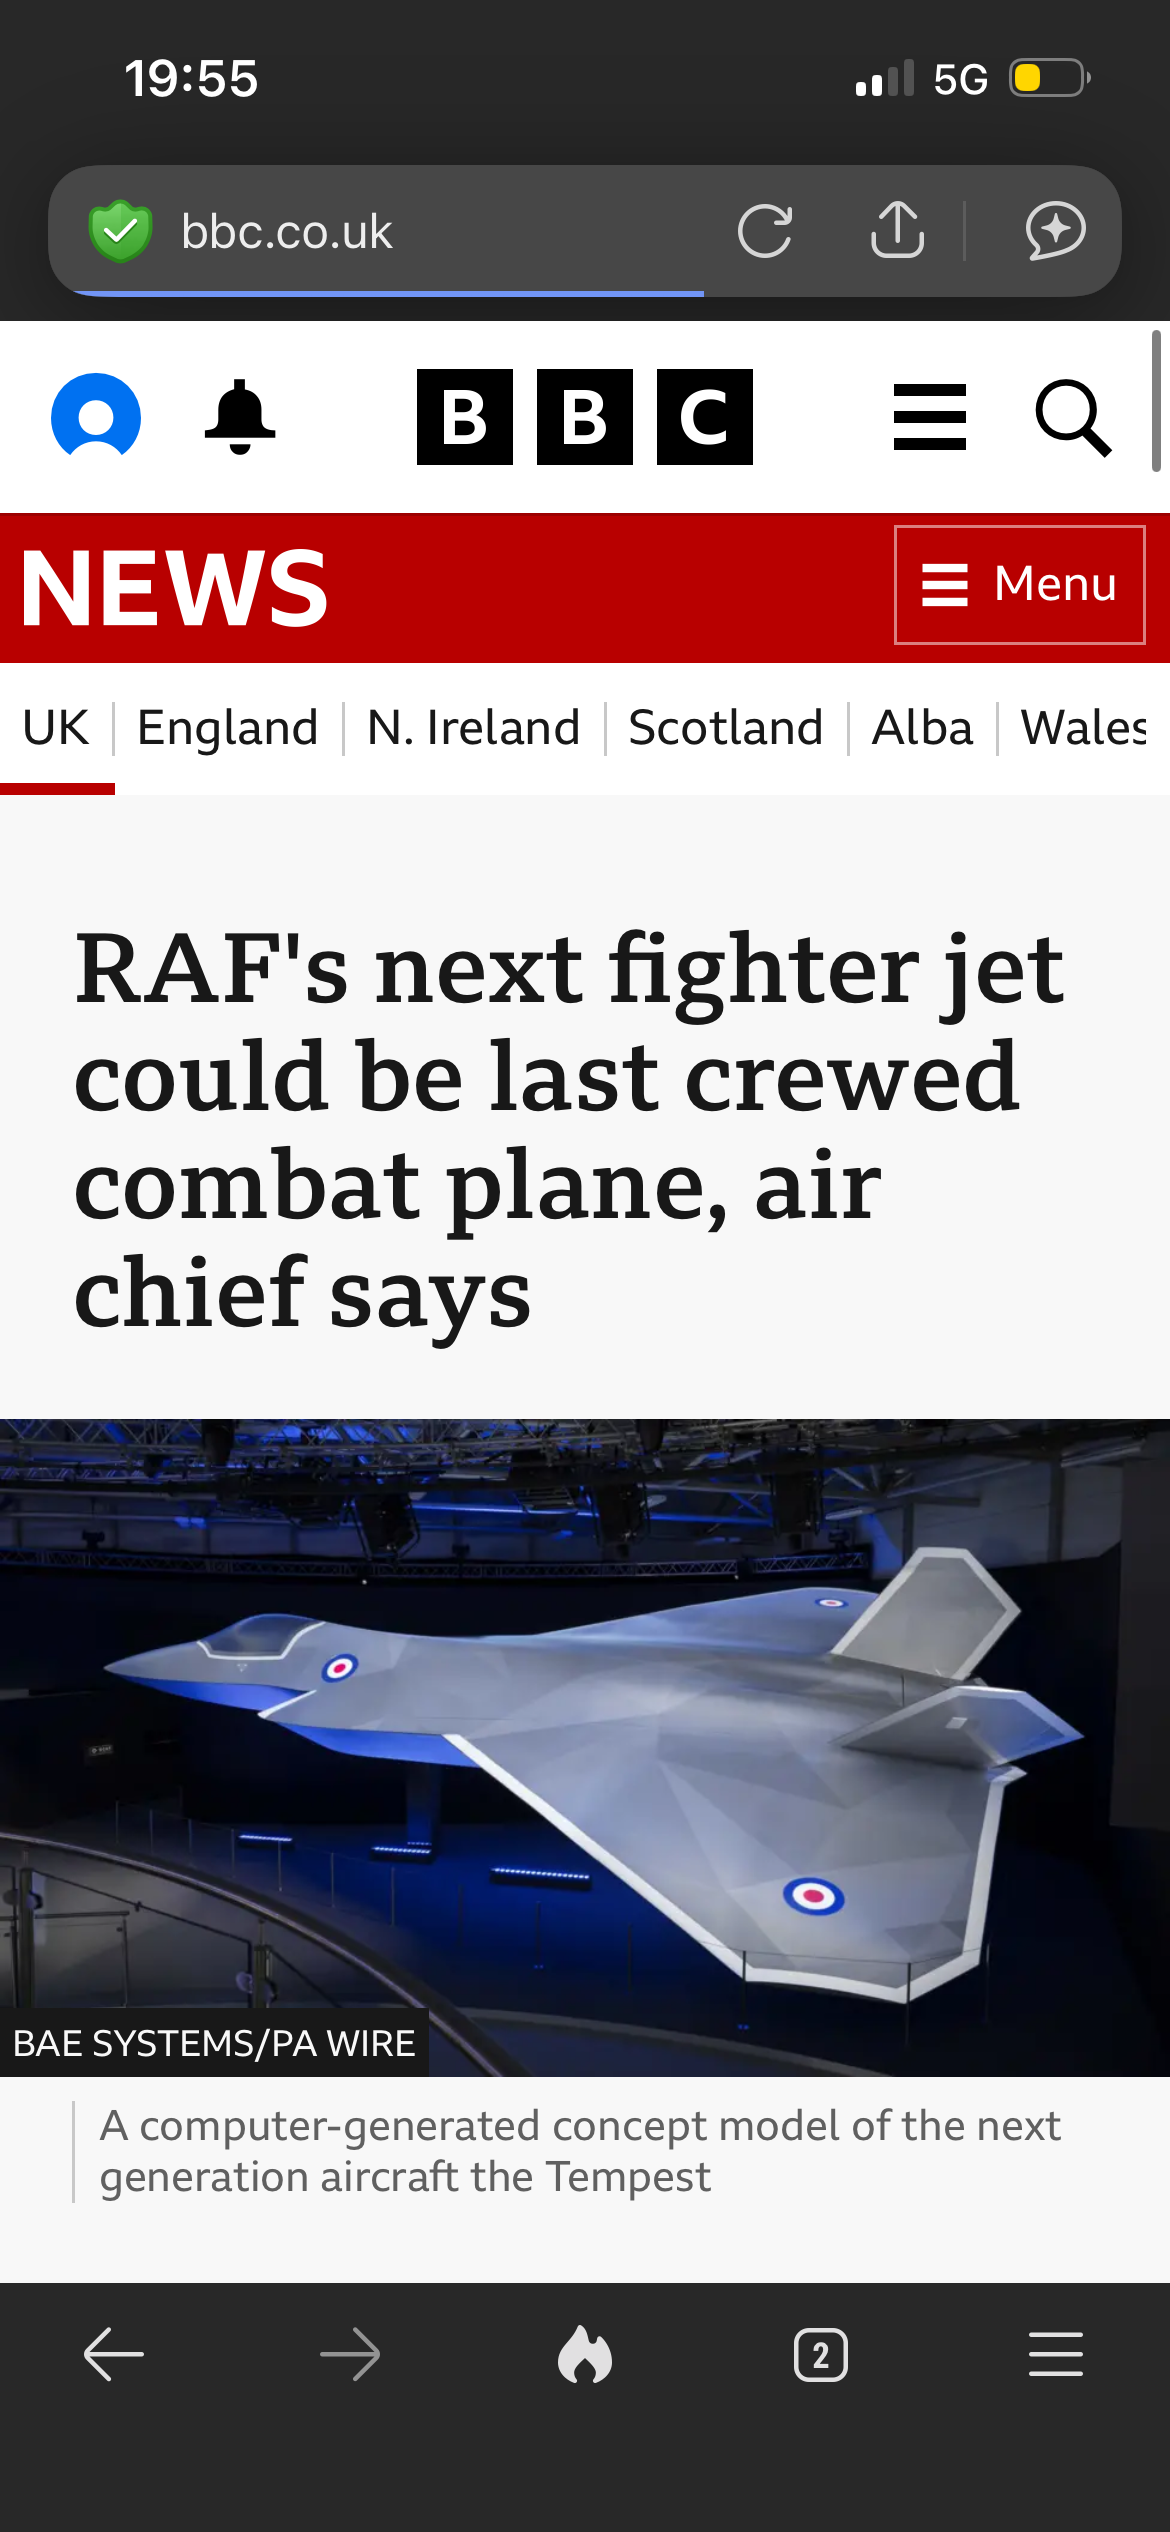 19:55
5G
bbc.co.uk
BBC
NEWS
Menu
UK
England
N. Ireland
Scotland
Alba
Wales
RAF's next fighter jet
could be last crewed
combat plane, air
chief says
BAE SYSTEMS/PA WIRE
A computer-generated concept model of the next
generation aircraft the Tempest
2